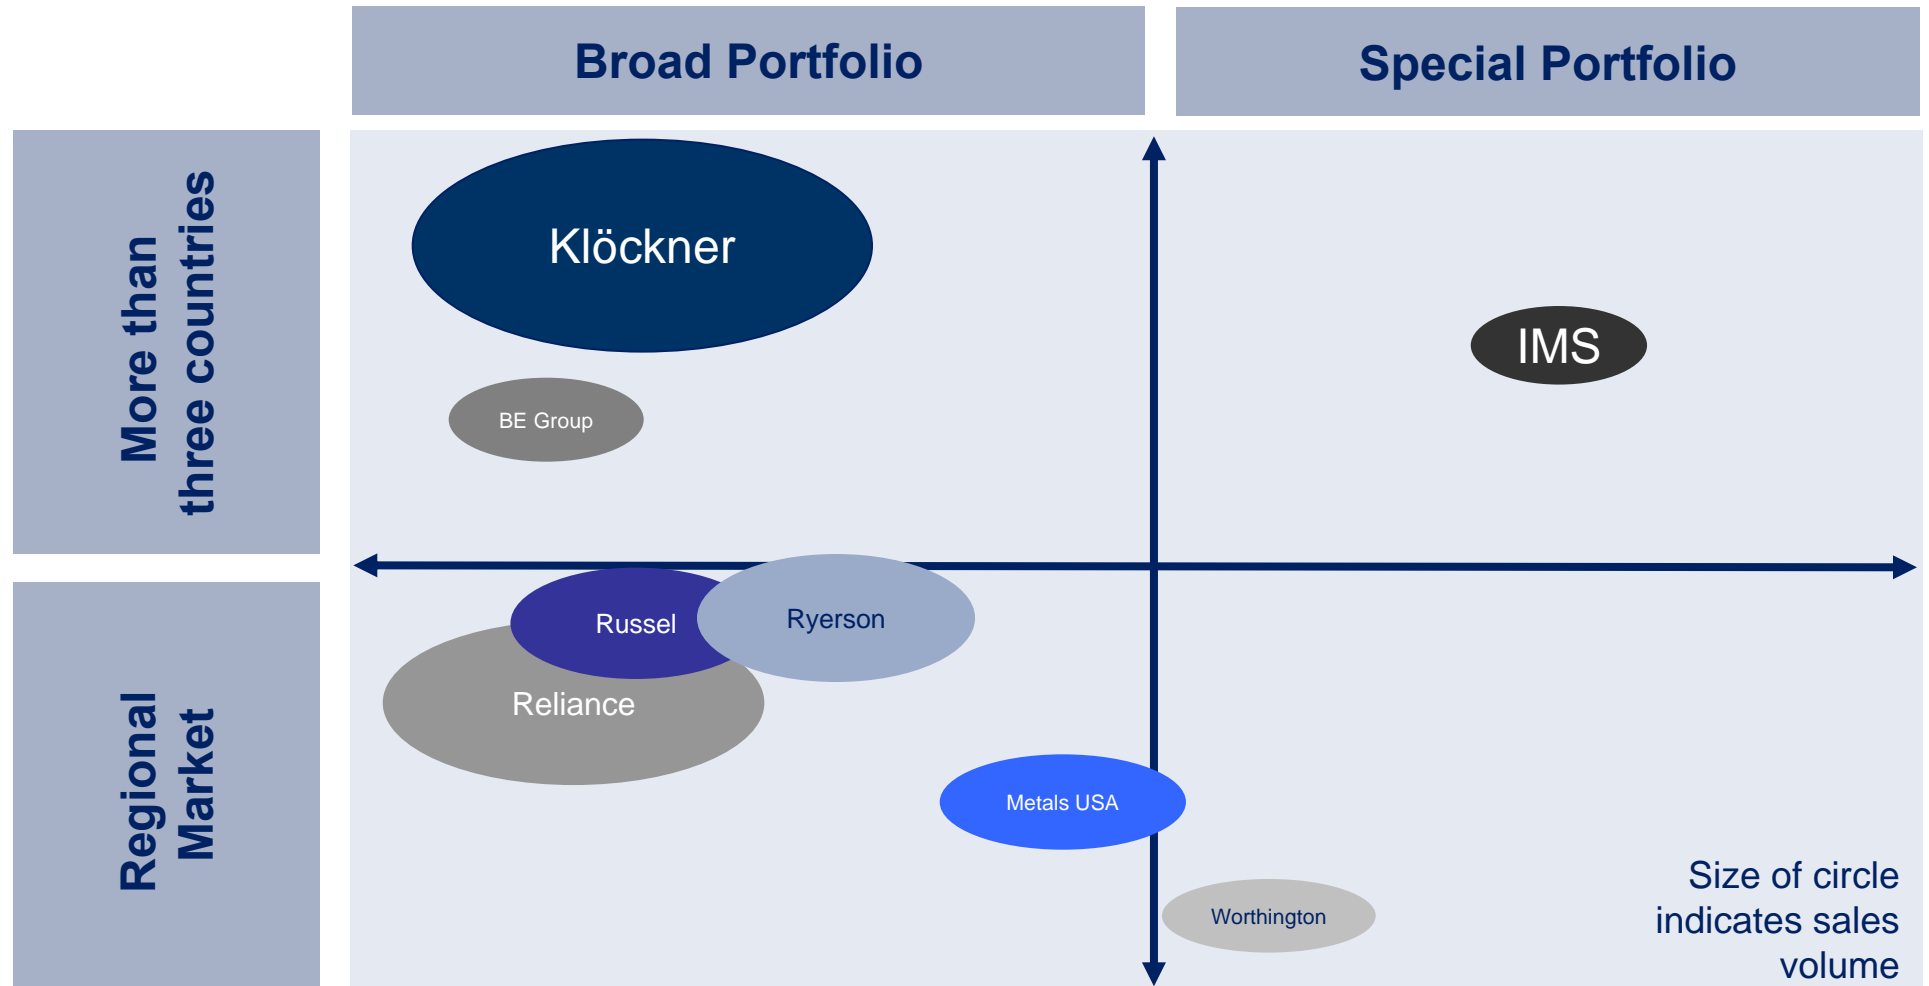 Broad Portfolio
Special Portfolio
More than
three countries
Klöckner
IMS
BE Group
Regional
Market
Russel
Ryerson
Reliance
Metals USA
Worthington
Size of circle
indicates sales
volume